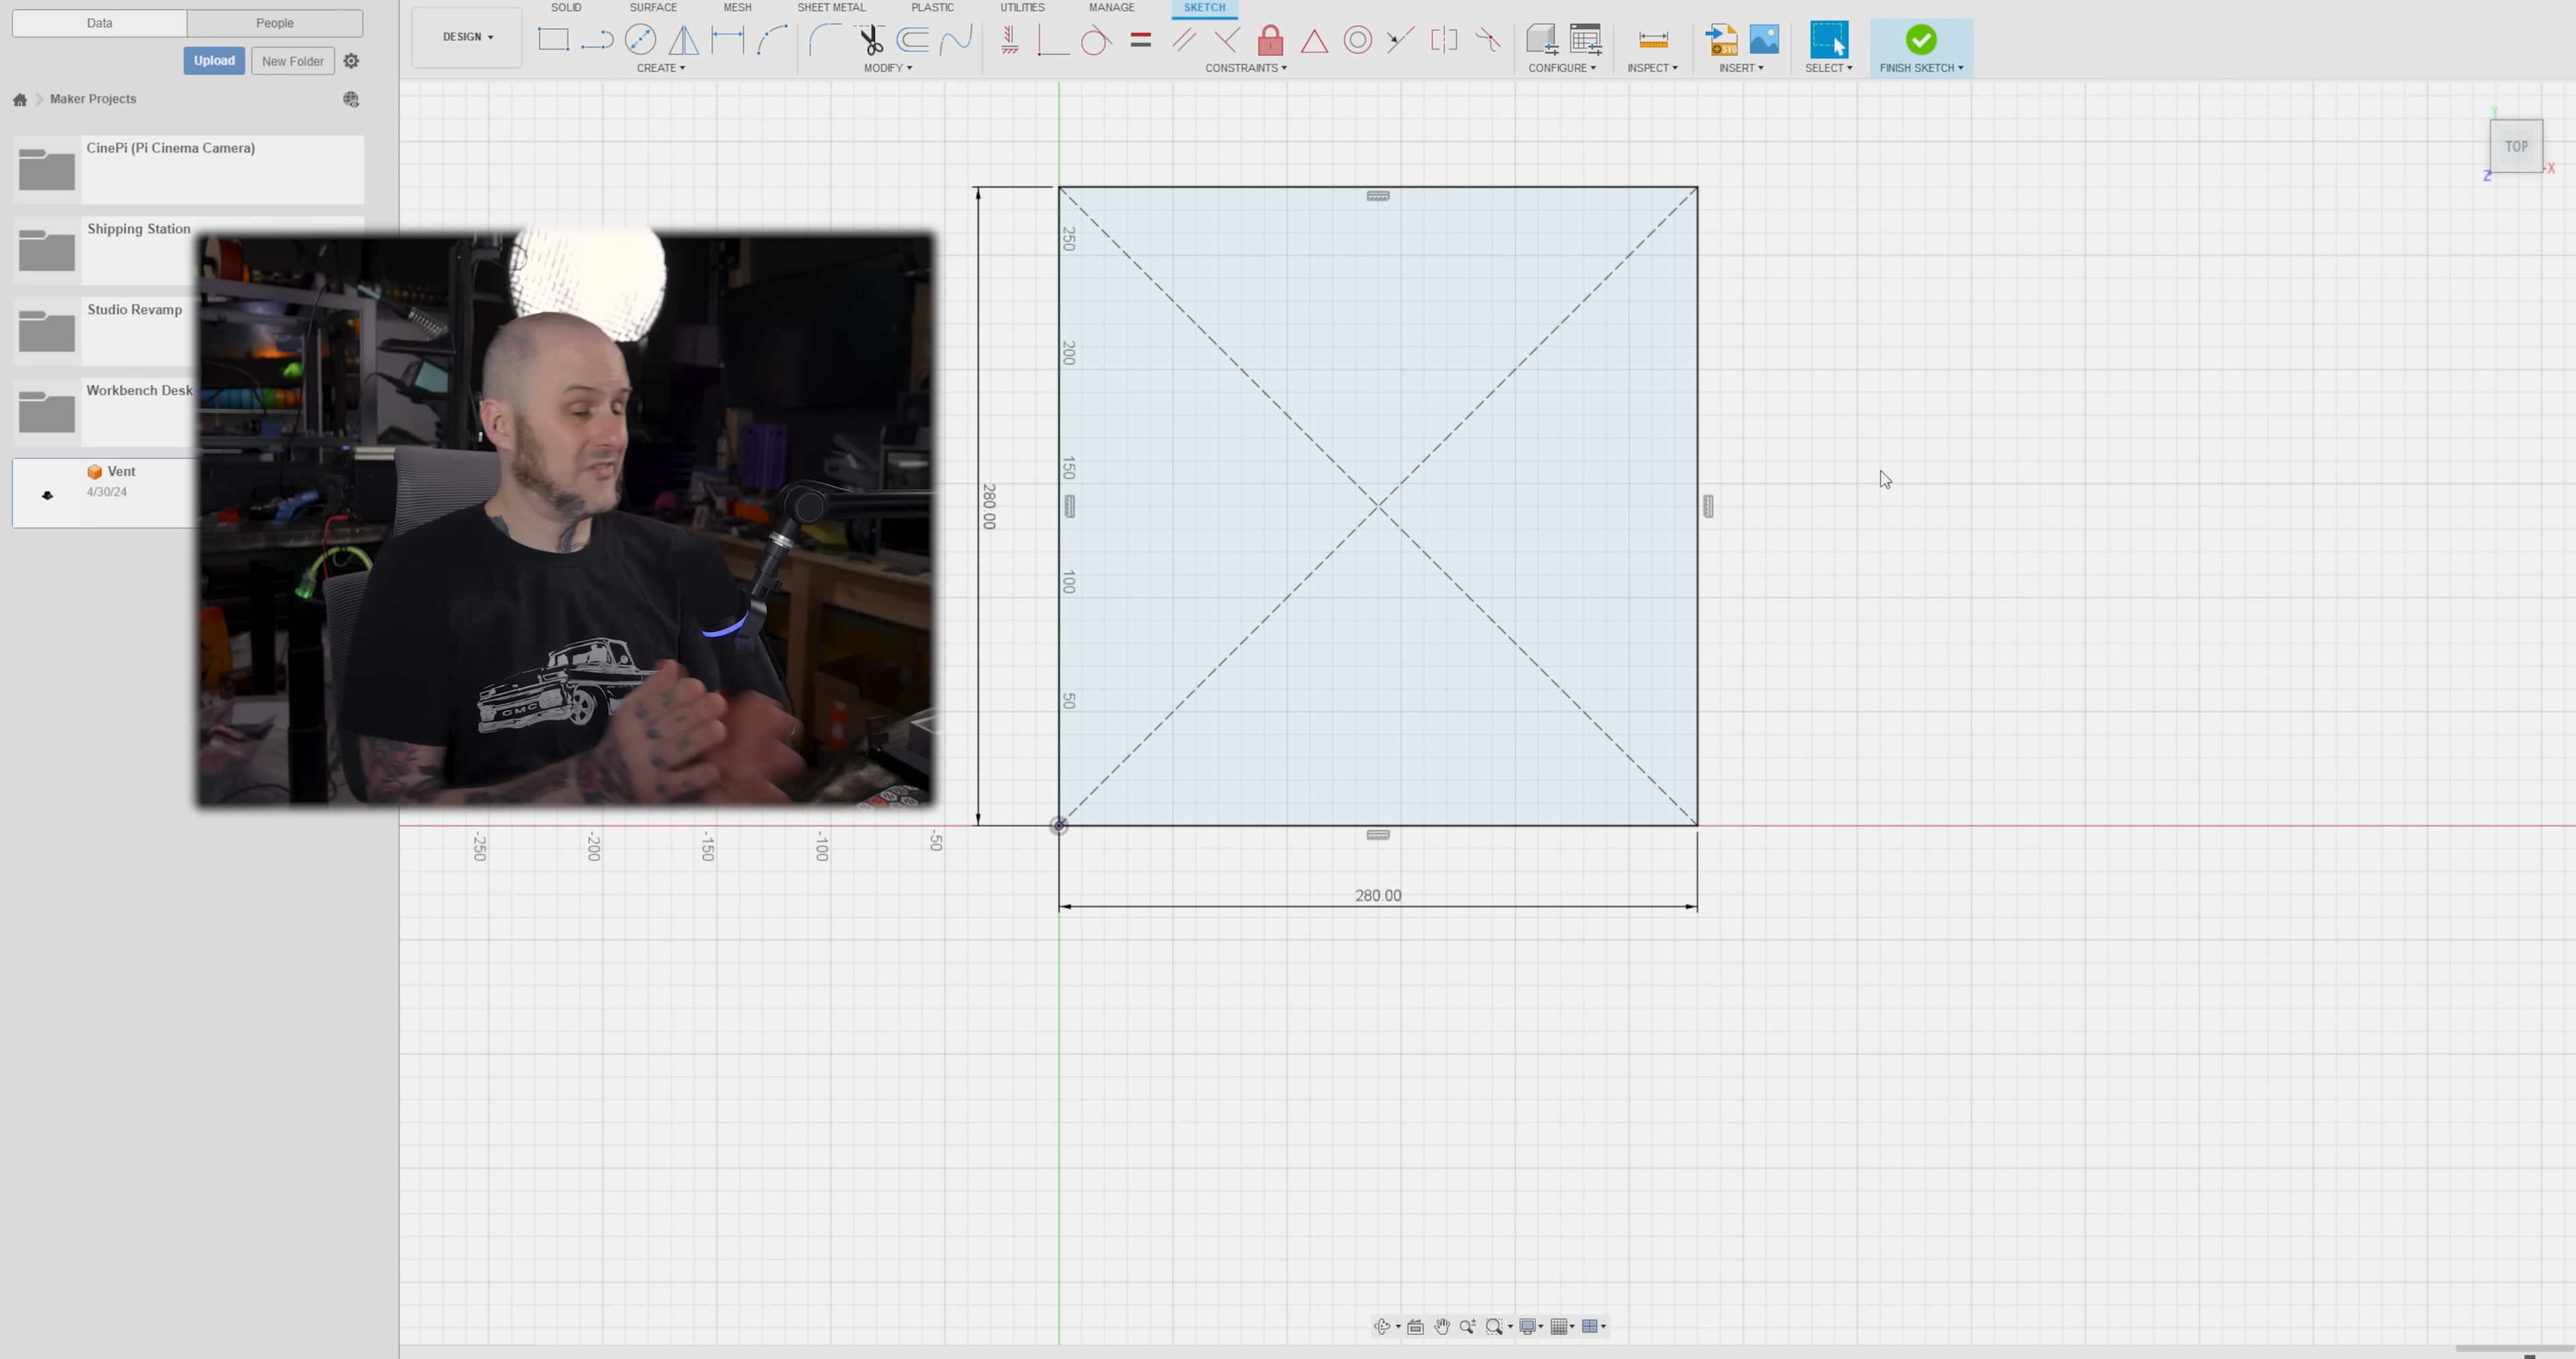 Data People
Upload New Folder
Maker Projects
CinePi (Pi Cinema Camera)
Shipping Station
Studio Revamp
Workbench Desk
Vent
4/30/24
DESIGN
SOLID SURFACE MESH SHEET METAL PLASTIC UTILITIES MANAGE SKETCH
CREATE MODIFY CONSTRAINTS CONFIGURE INSPECT INSERT SELECT FINISH SKETCH
SVG
Y
TOP
X
Z
250
200
150
100
50
280.00
GMC
-250 -200 -150 -100 -50
280.00